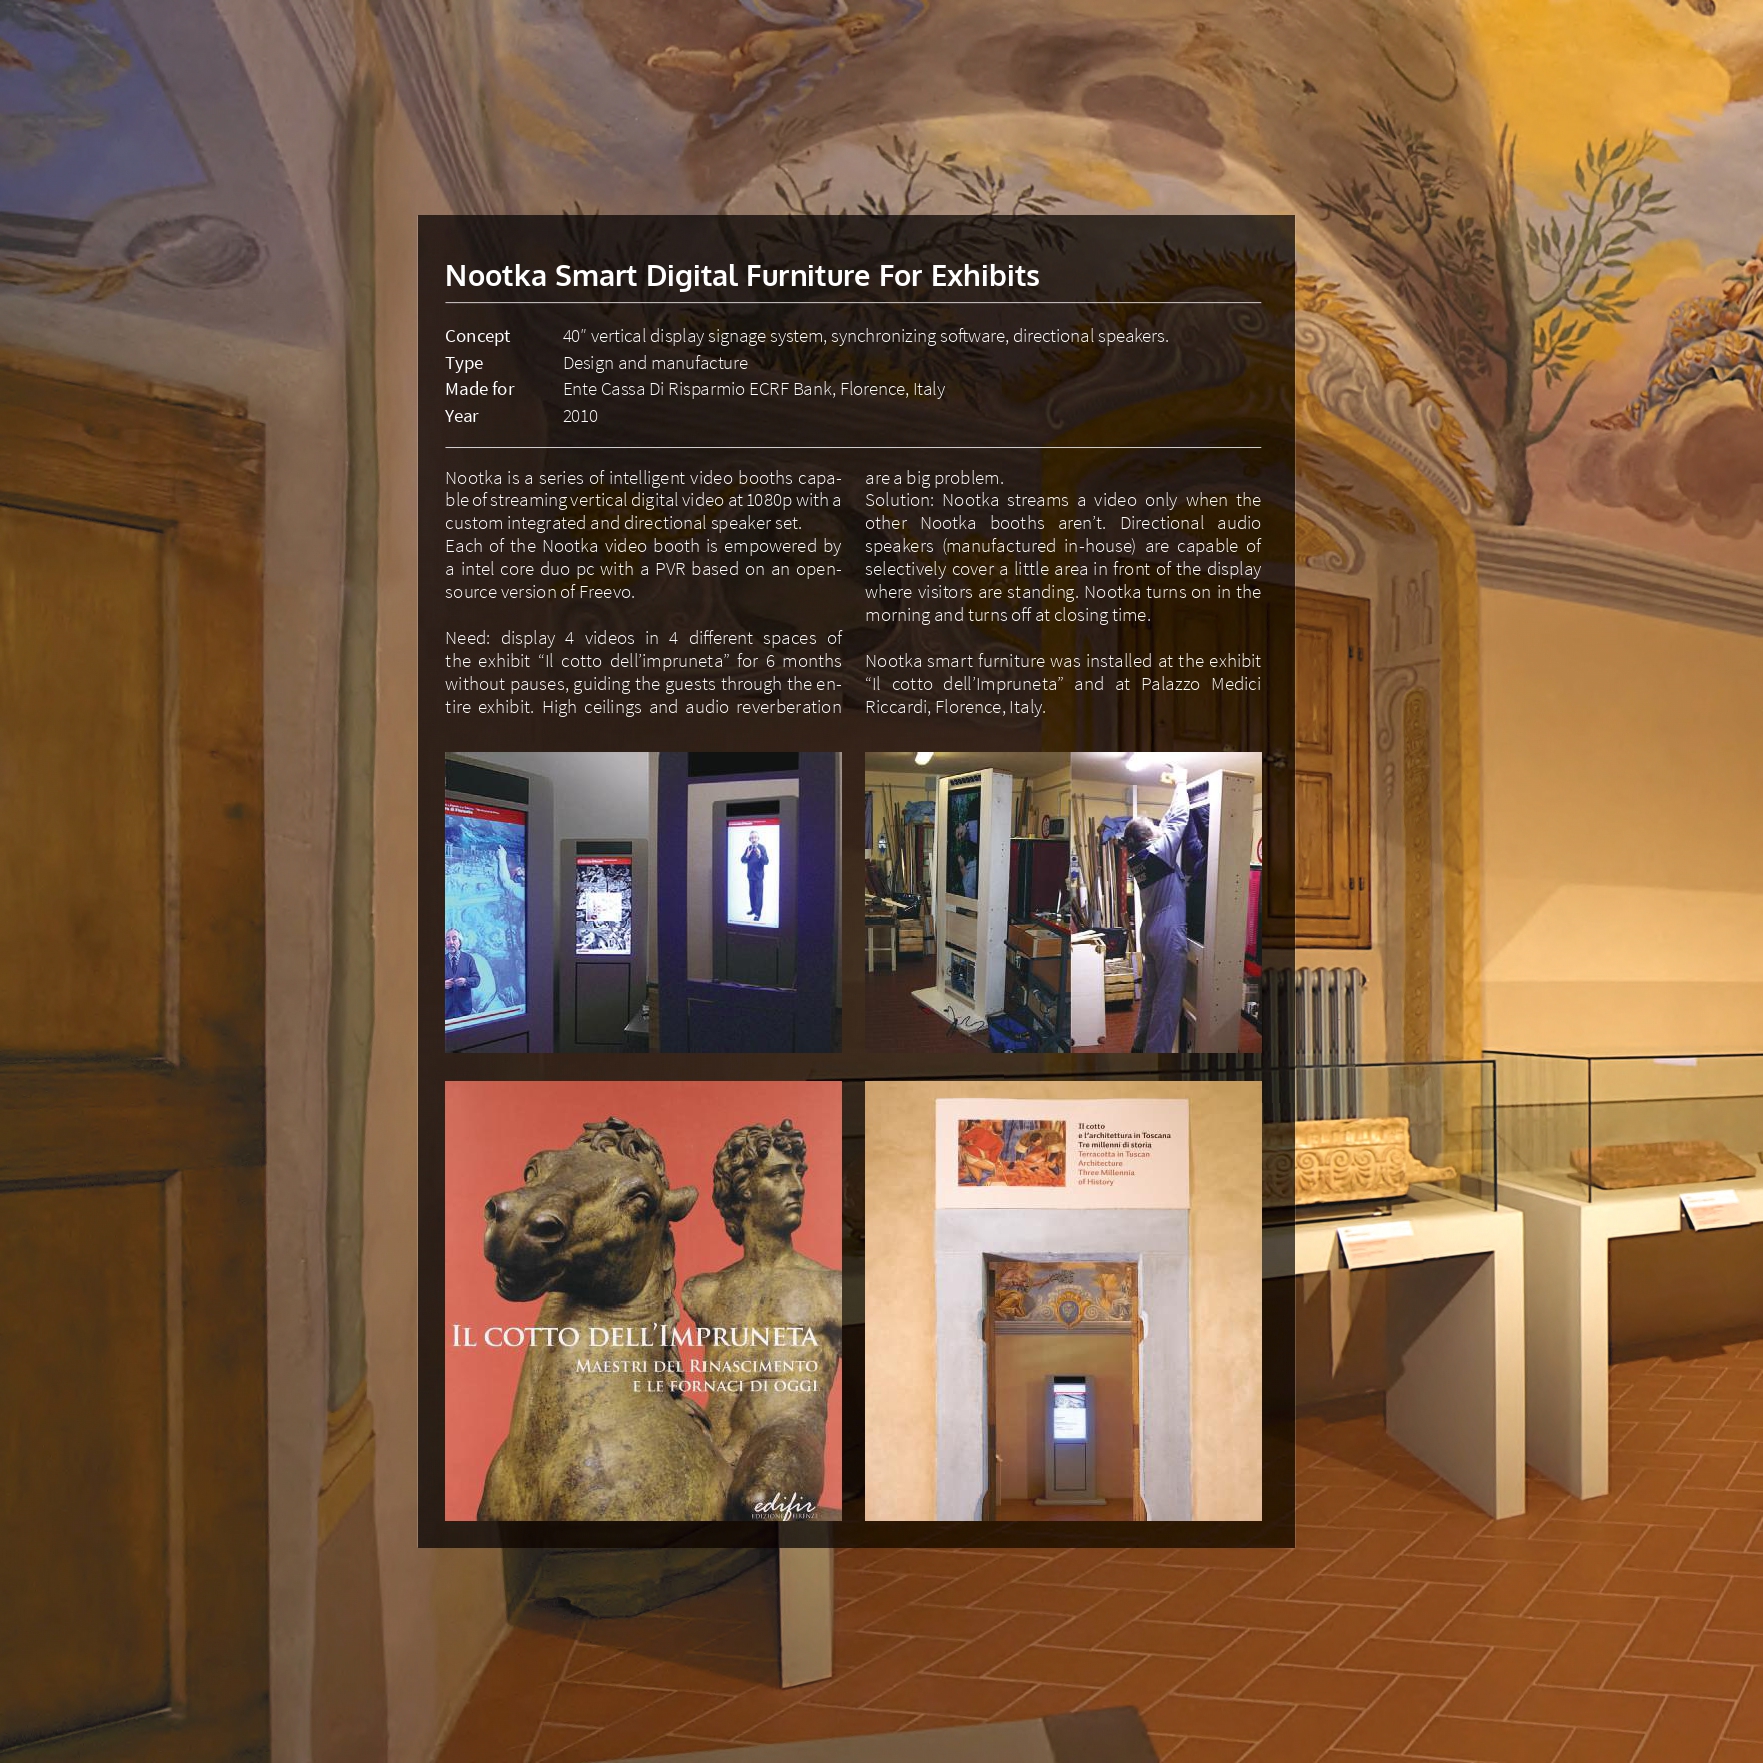 Nootka Smart Digital Furniture For Exhibits
Concept 40" vertical display signage system, synchronizing software, directional speakers.
Type Design and manufacture
Made for Ente Cassa Di Risparmio ECRF Bank, Florence, Italy
Year 2010
Nootka is a series of intelligent video booths capa-
ble of streaming vertical digital video at 1080p with a
custom integrated and directional speaker set.
Each of the Nootka video booth is empowered by
a intel core duo pc with a PVR based on an open-
source version of Freevo.
Need: display 4 videos in 4 different spaces of
the exhibit “Il cotto dell’impruneta” for 6 months
without pauses, guiding the guests through the en-
tire exhibit. High ceilings and audio reverberation
are a big problem.
Solution: Nootka streams a video only when the
other Nootka booths aren’t. Directional audio
speakers (manufactured in-house) are capable of
selectively cover a little area in front of the display
where visitors are standing. Nootka turns on in the
morning and turns off at closing time.
Nootka smart furniture was installed at the exhibit
“Il cotto dell’Impruneta” and at Palazzo Medici
Riccardi, Florence, Italy.
IL COTTO DELL’IMPRUNETA
MAESTRI DEL RINASCIMENTO
E LE FORNACI DI OGGI
edifir
EDIZIONI FIRENZE
Il cotto
e l'architettura in Toscana
Tre millenni di storia
Terracotta in Tuscan
Architecture
Three Millennia
of History